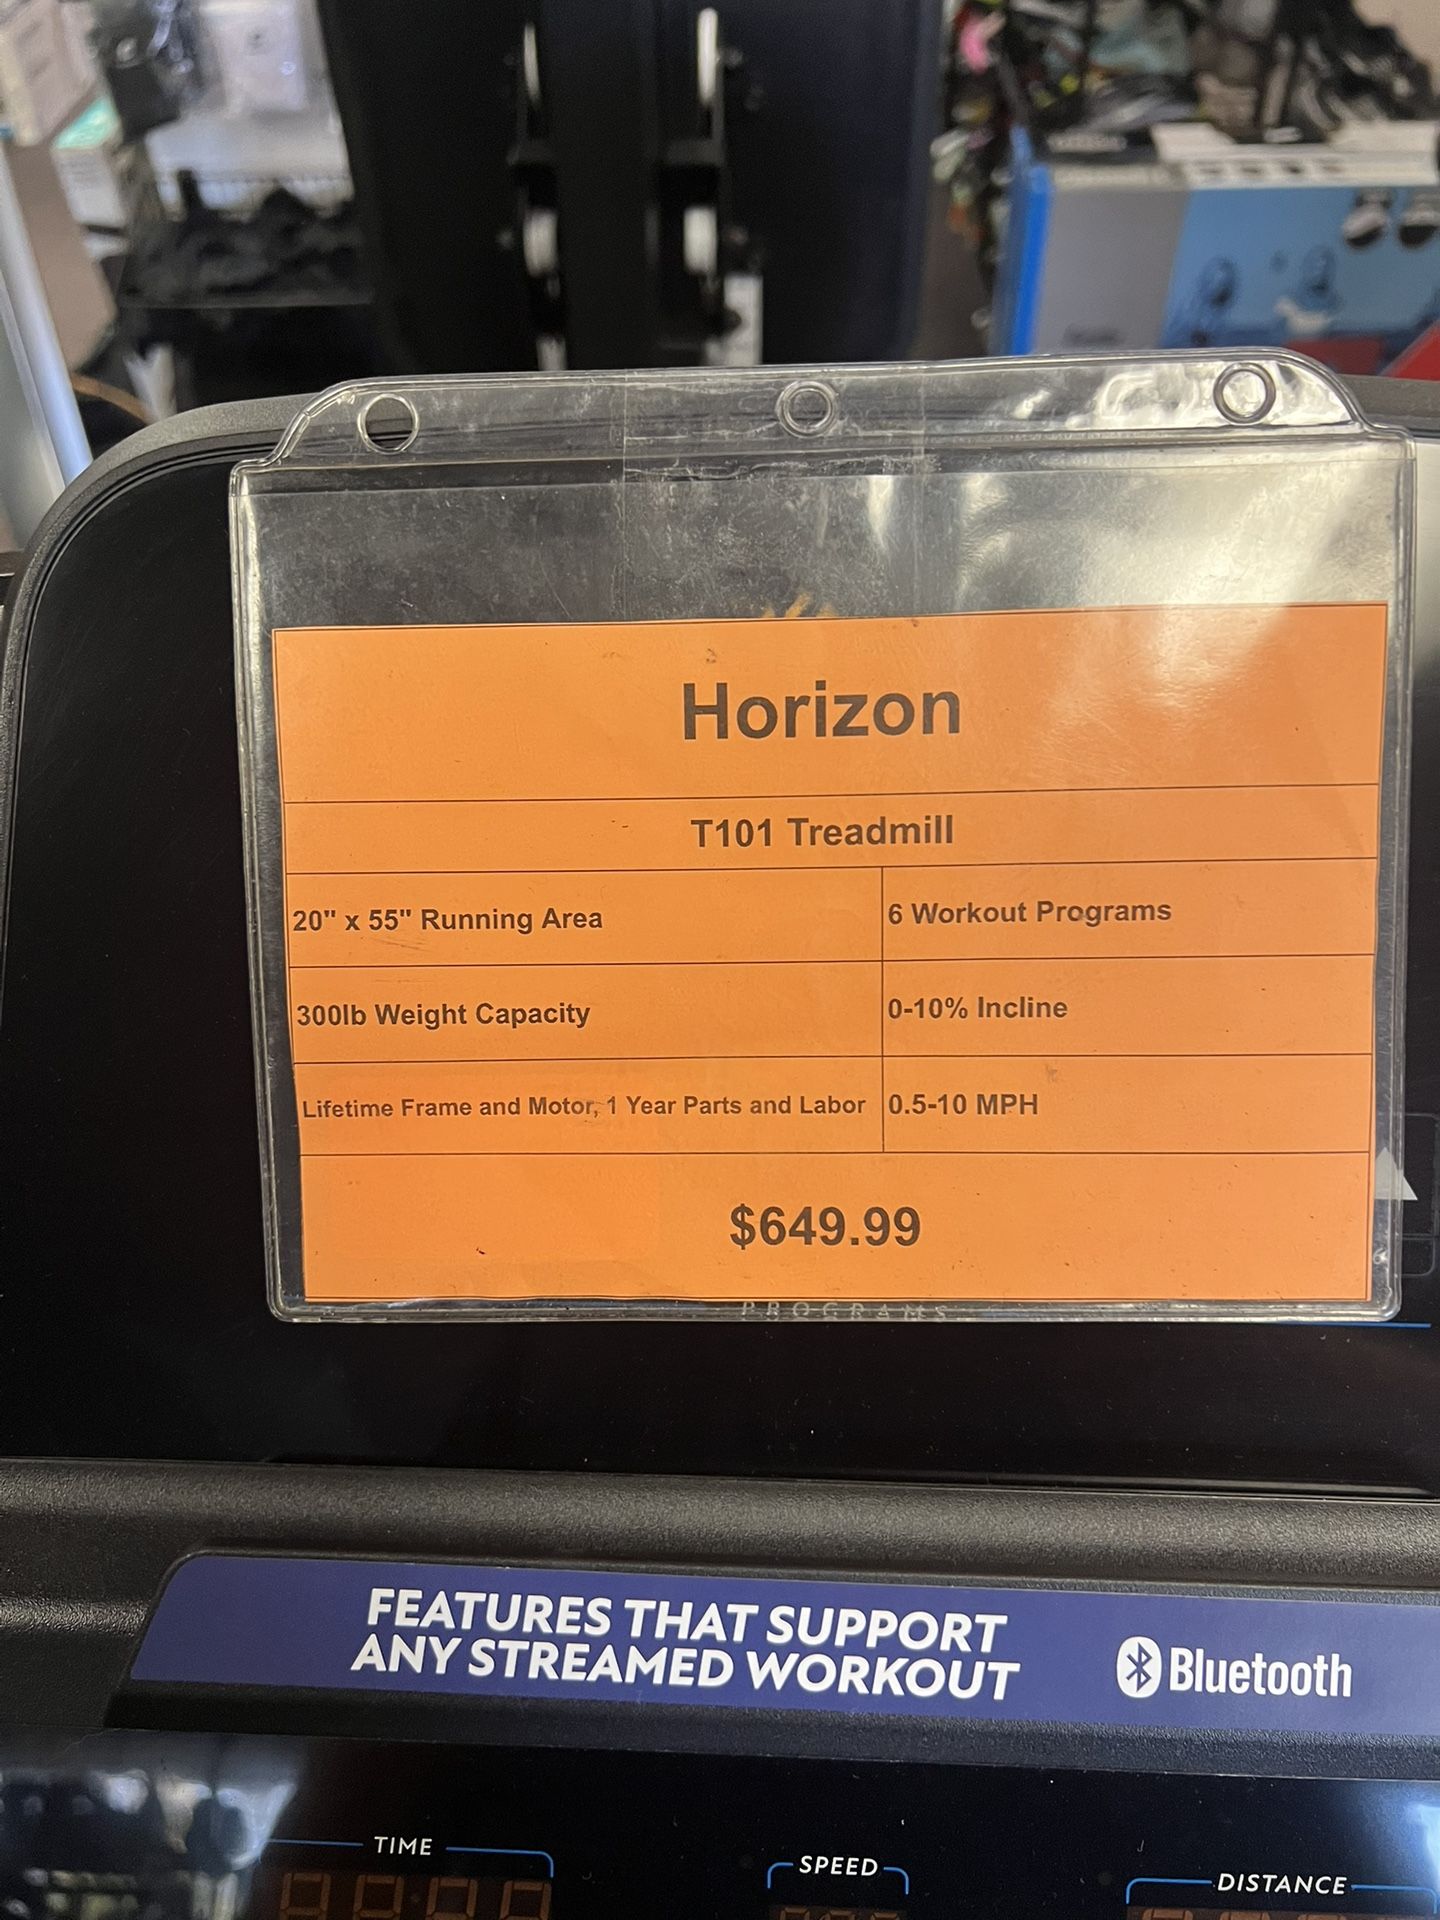 Horizon
T101 Treadmill
20" x 55" Running Area
6 Workout Programs
300lb Weight Capacity
0-10% Incline
Lifetime Frame and Motor, 1 Year Parts and Labor
0.5-10 MPH
$649.99
PROGRAMS
FEATURES THAT SUPPORT
ANY STREAMED WORKOUT
Bluetooth
TIME
SPEED
DISTANCE